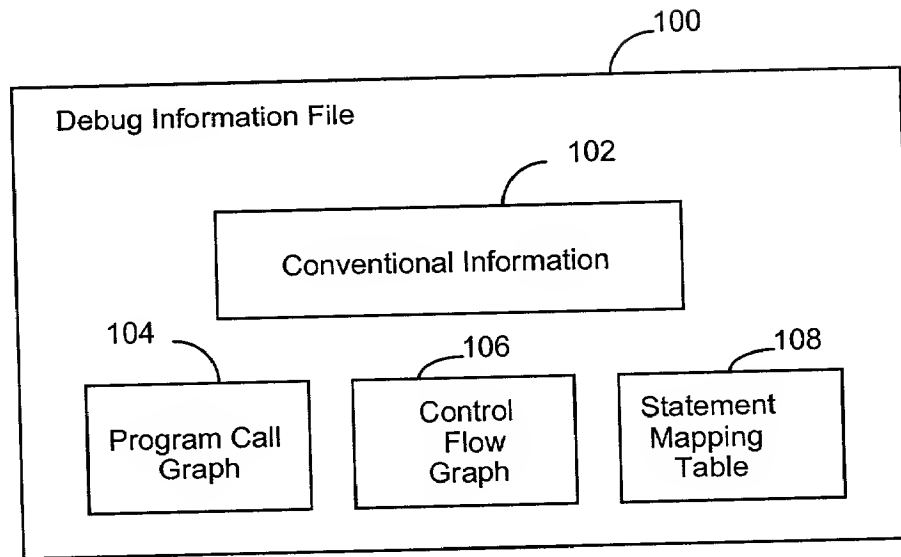 100
Debug Information File
102
Conventional Information
104
106
108
Program Call
Graph
Control
Flow
Graph
Statement
Mapping
Table